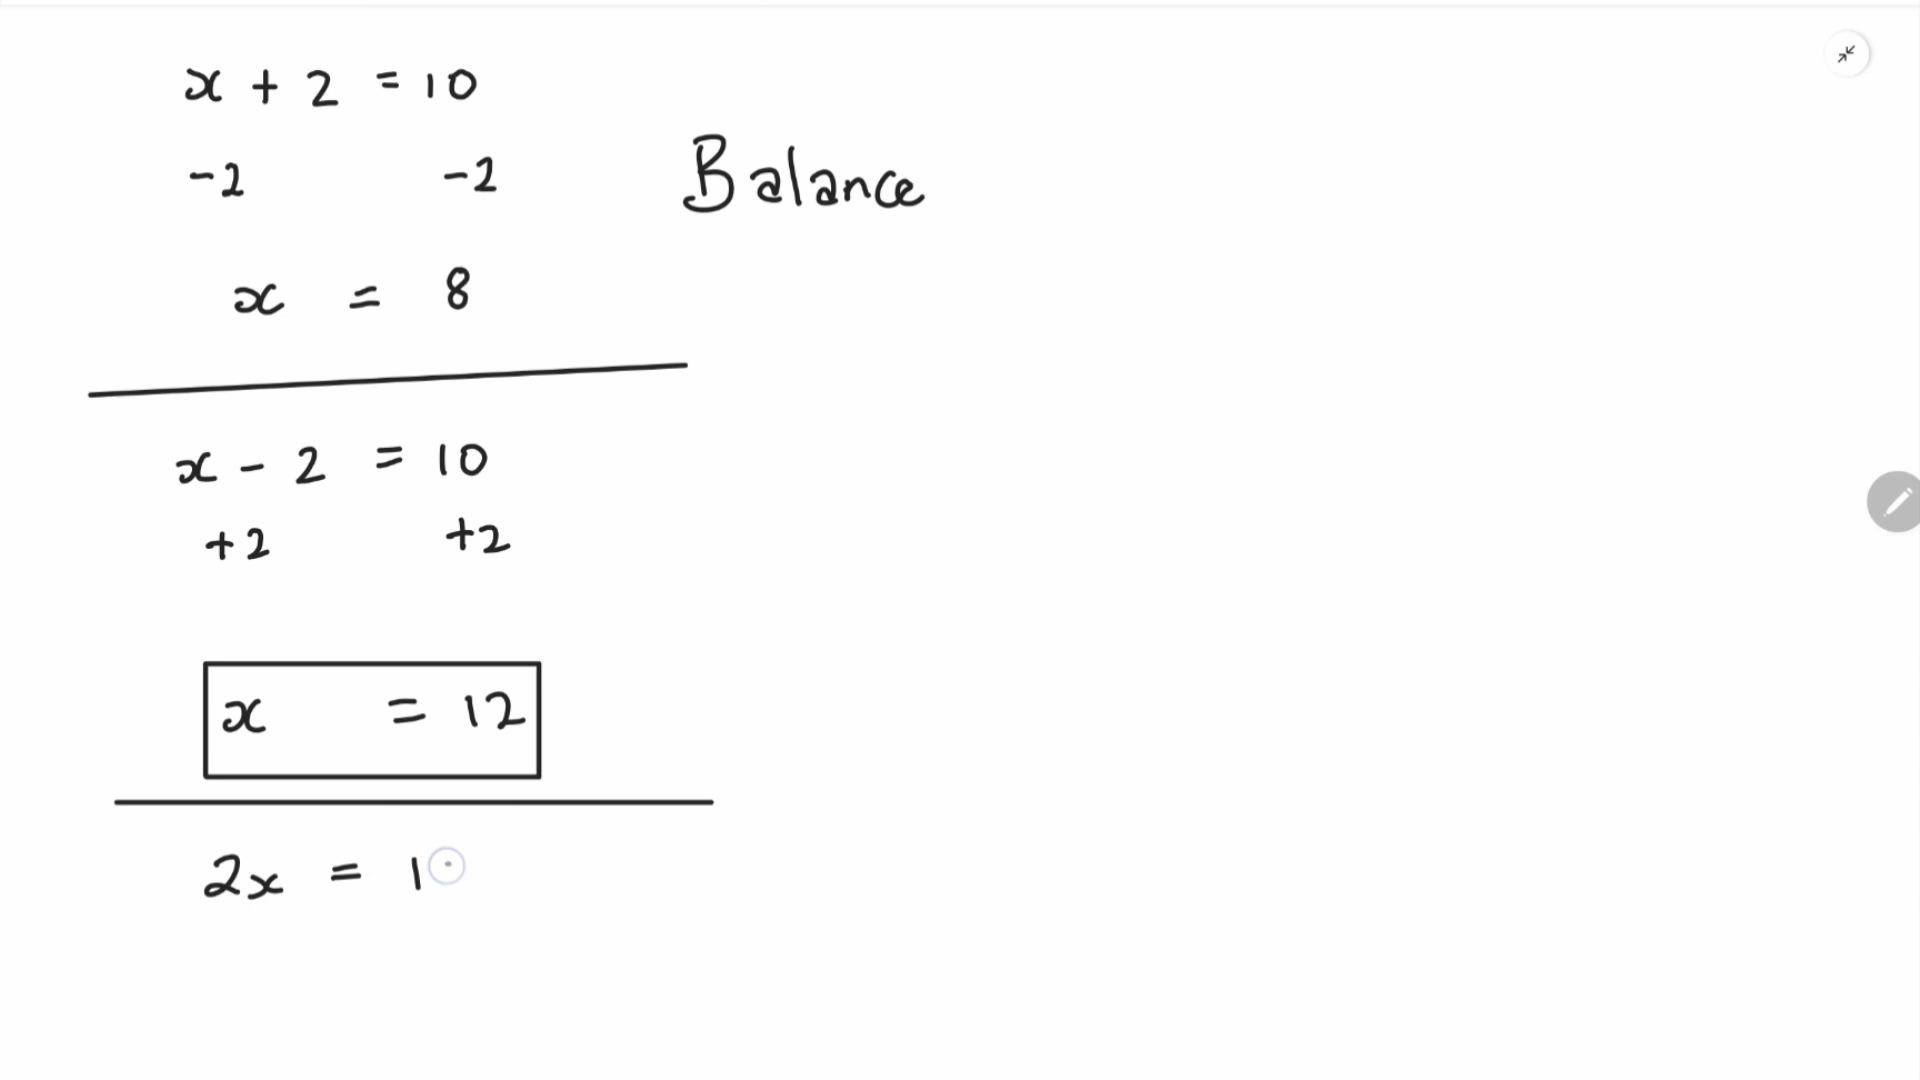 x + 2 = 10
-2 -2
Balance
x = 8
x - 2 = 10
+2 +2
x = 12
2x = 1